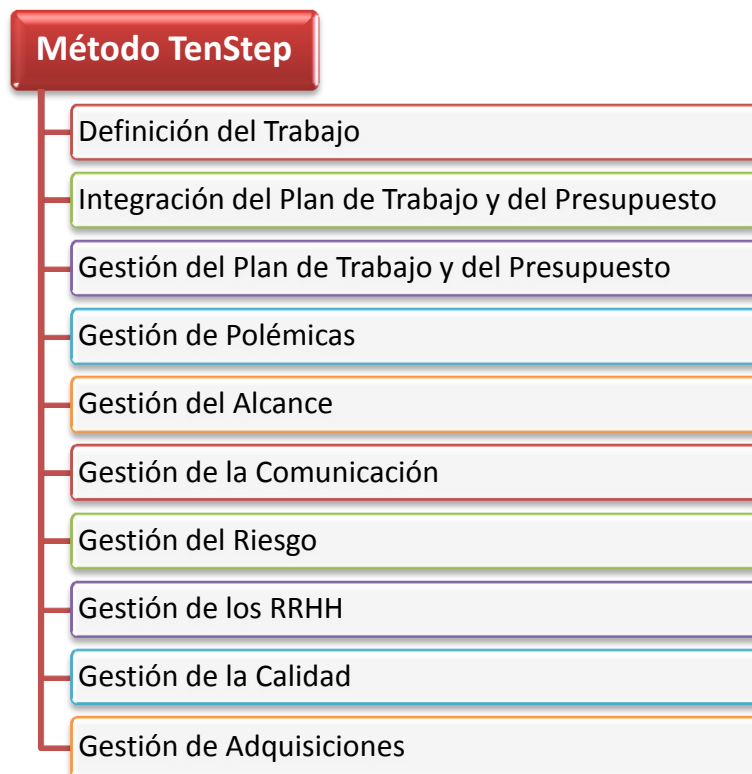 Método TenStep
Definición del Trabajo
Integración del Plan de Trabajo y del Presupuesto
Gestión del Plan de Trabajo y del Presupuesto
Gestión de Polémicas
Gestión del Alcance
Gestión de la Comunicación
Gestión del Riesgo
Gestión de los RRHH
Gestión de la Calidad
Gestión de Adquisiciones